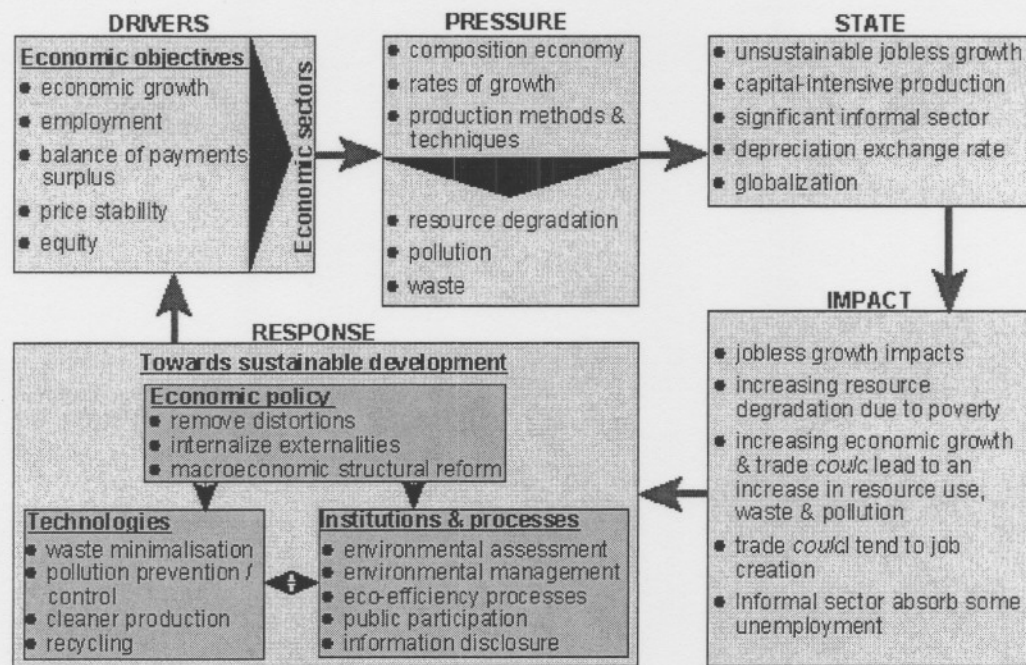 DRIVERS
Economic objectives
• economic growth
• employment
• balance of payments
surplus
• price stability
• equity
Economic sectors
PRESSURE
• composition economy
• rates of growth
• production methods &
techniques
• resource degradation
• pollution
• waste
STATE
• unsustainable jobless growth
• capital-intensive production
• significant informal sector
• depreciation exchange rate
• globalization
IMPACT
• jobless growth impacts
• increasing resource
degradation due to poverty
• increasing economic growth
& trade could lead to an
increase in resource use,
waste & pollution
• trade could tend to job
creation
• Informal sector absorb some
unemployment
RESPONSE
Towards sustainable development
Economic policy
• remove distortions
• internalize externalities
• macroeconomic structural reform
Technologies
• waste minimalisation
• pollution prevention /
control
• cleaner production
• recycling
Institutions & processes
• environmental assessment
• environmental management
• eco-efficiency processes
• public participation
• information disclosure